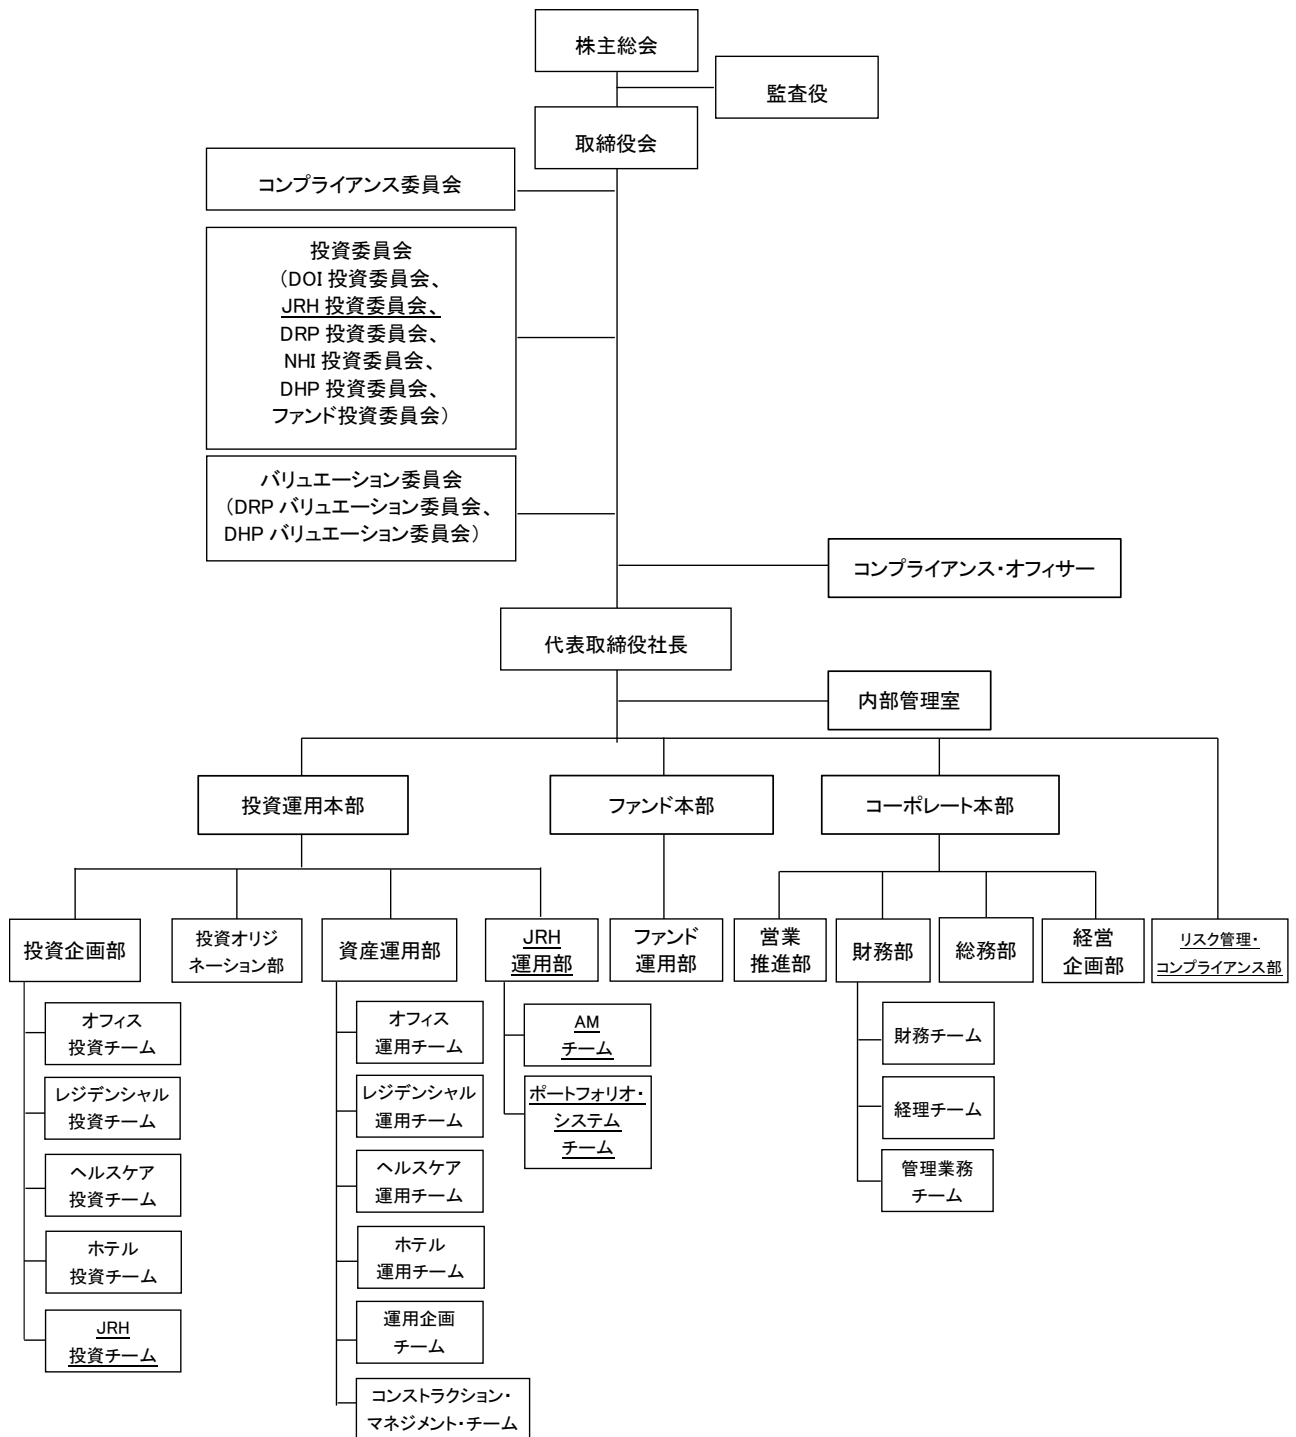 株主総会
監査役
取締役会
コンプライアンス委員会
投資委員会
（DOI 投資委員会、
JRH 投資委員会、
DRP 投資委員会、
NHI 投資委員会、
DHP 投資委員会、
ファンド投資委員会）
バリュエーション委員会
（DRP バリュエーション委員会、
DHP バリュエーション委員会）
コンプライアンス・オフィサー
代表取締役社長
内部管理室
投資運用本部
ファンド本部
コーポレート本部
投資企画部
投資オリジ
ネーション部
資産運用部
JRH
運用部
ファンド
運用部
営業
推進部
財務部
総務部
経営
企画部
リスク管理・
コンプライアンス部
オフィス
投資チーム
レジデンシャル
投資チーム
ヘルスケア
投資チーム
ホテル
投資チーム
JRH
投資チーム
オフィス
運用チーム
レジデンシャル
運用チーム
ヘルスケア
運用チーム
ホテル
運用チーム
運用企画
チーム
コンストラクション・
マネジメント・チーム
AM
チーム
ポートフォリオ・
システム
チーム
財務チーム
経理チーム
管理業務
チーム